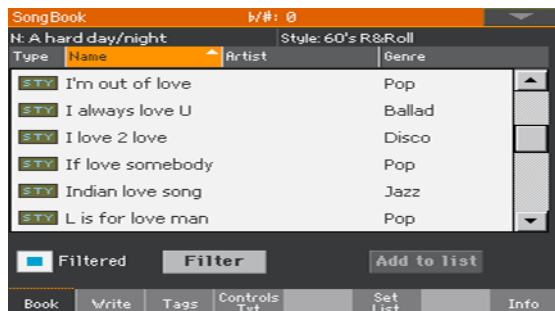 SongBook ♭/#: 0
N: A hard day/night Style: 60's R&Roll
Type Name Artist Genre
STY I'm out of love Pop
STY I always love U Ballad
STY I love 2 love Disco
STY If love somebody Pop
STY Indian love song Jazz
STY L is for love man Pop
Filtered Filter Add to list
Book Write Tags Controls Txt Set List Info